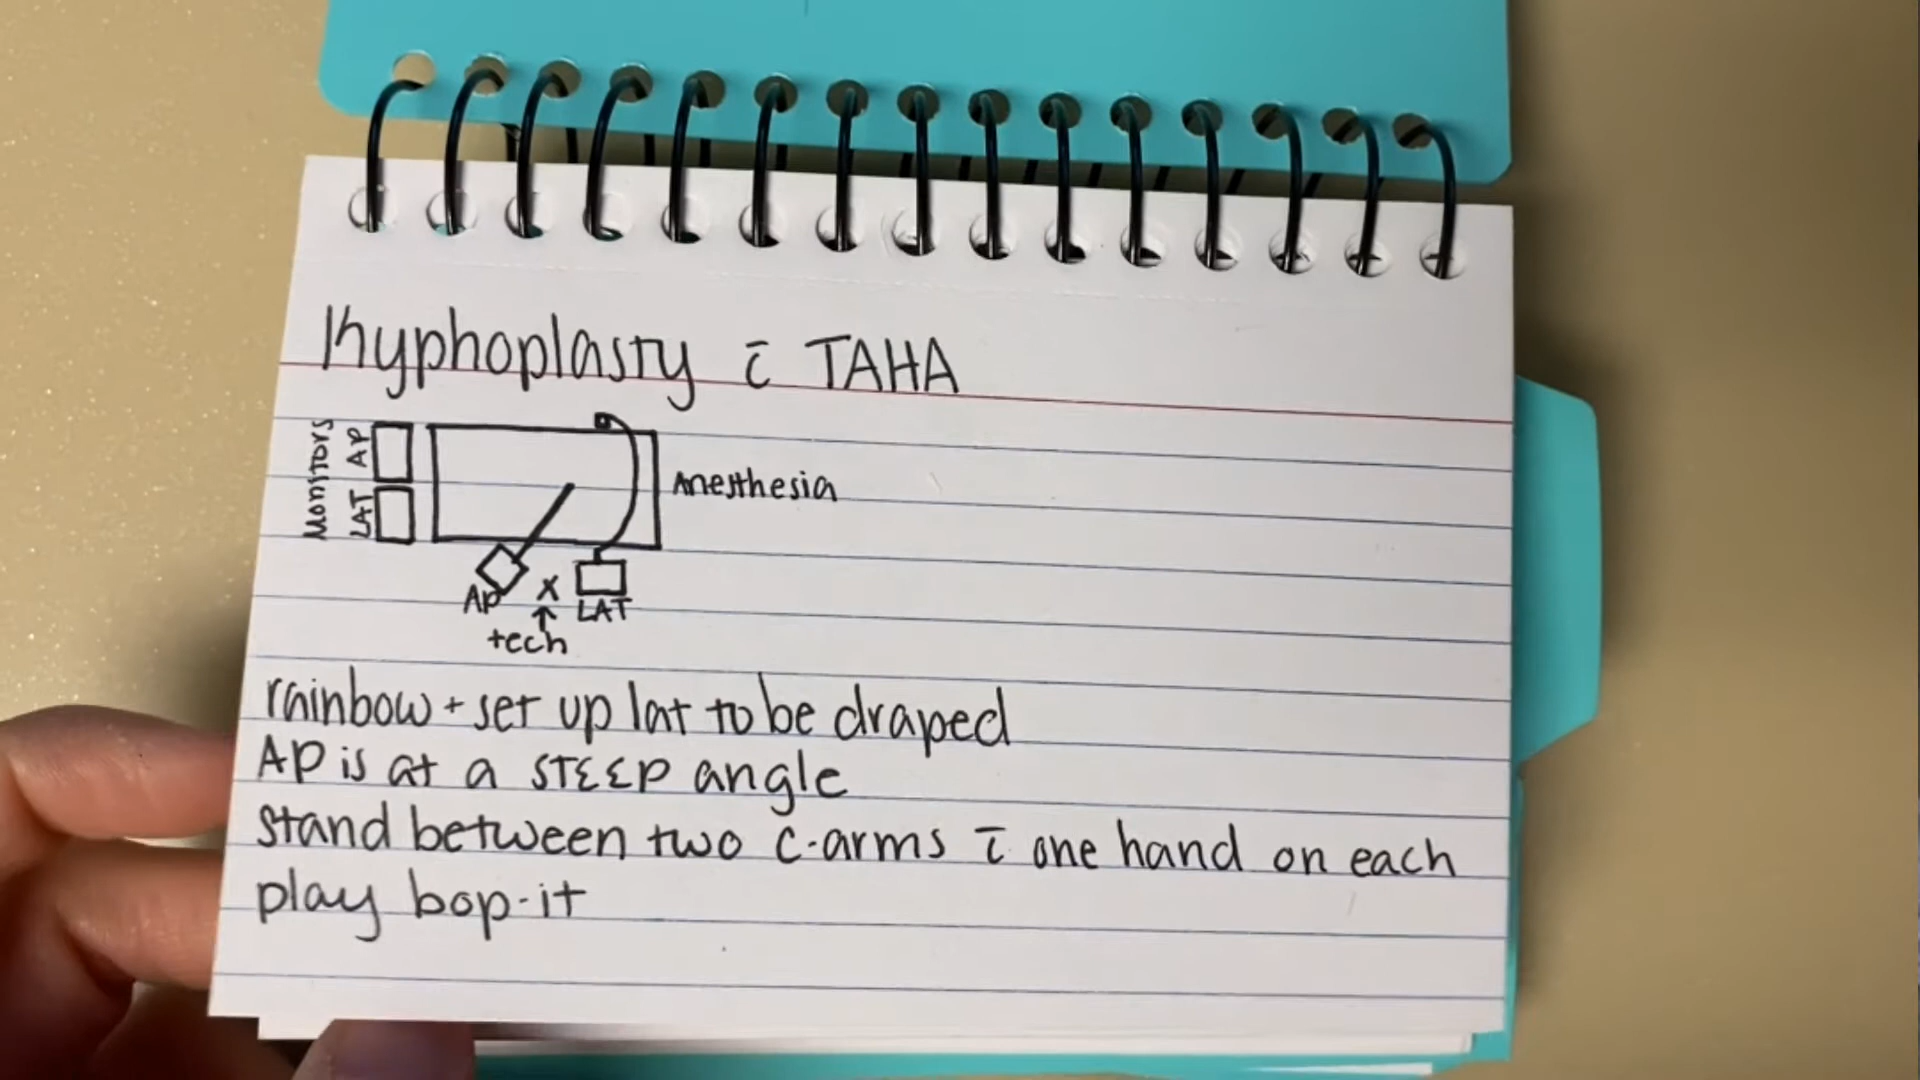 Kyphoplasty c̄ TAHA
Monitors
AP
LAT
Anesthesia
AP
X
LAT
tech
rainbow + set up lat to be draped
AP is at a STEEP angle
stand between two c-arms c̄ one hand on each
play bop-it